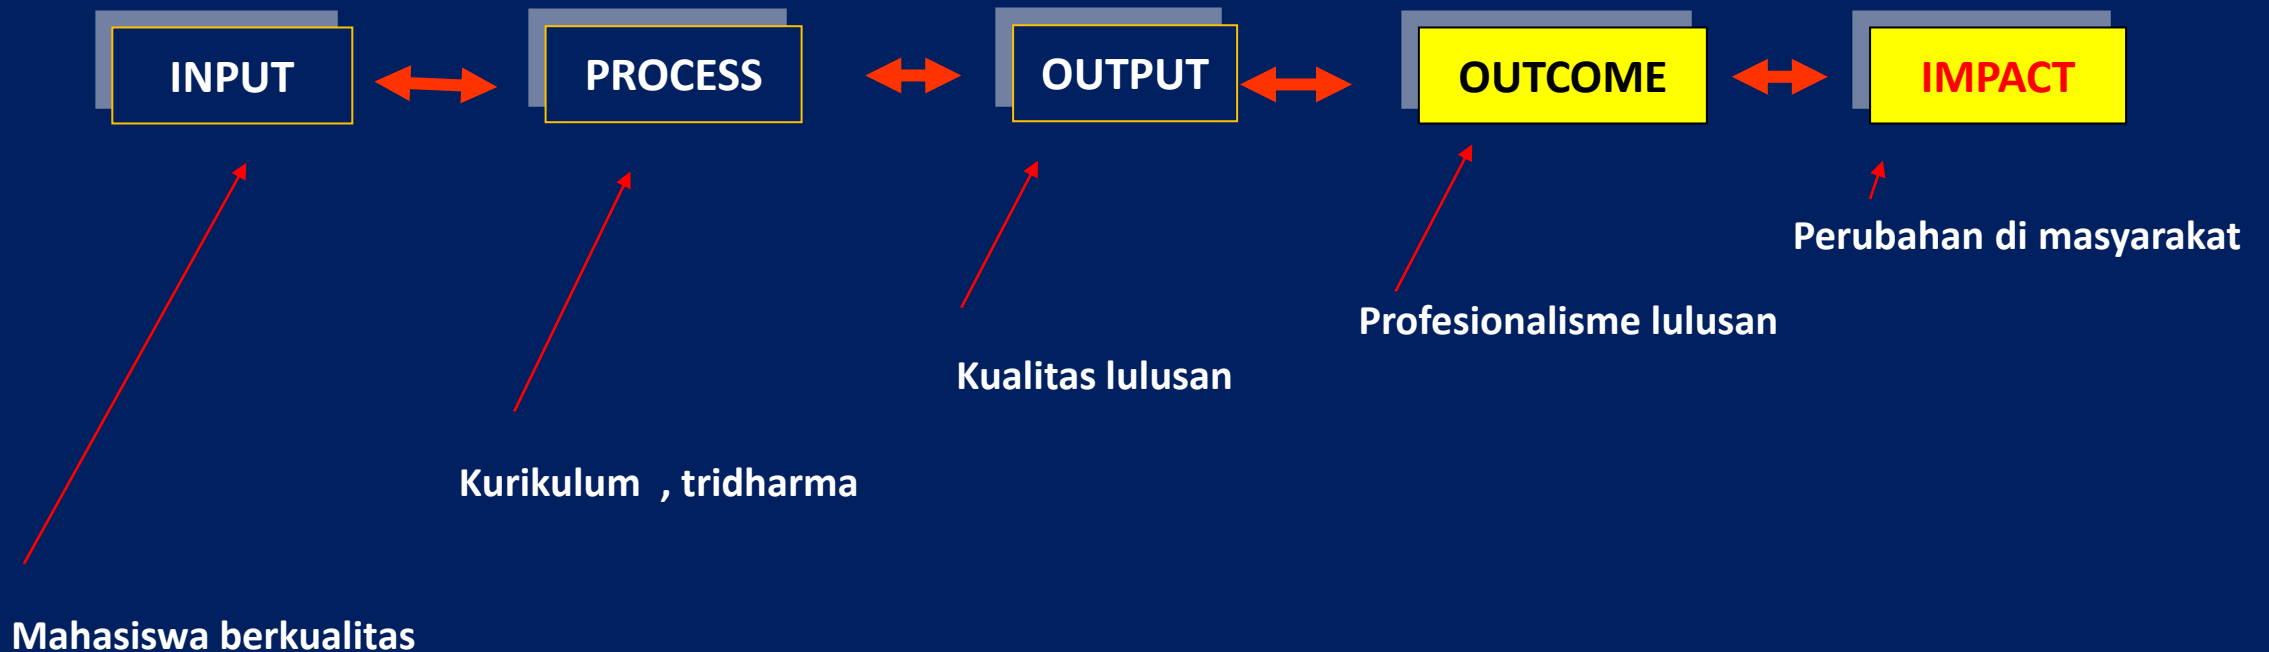 INPUT
PROCESS
OUTPUT
OUTCOME
IMPACT
Perubahan di masyarakat
Profesionalisme lulusan
Kualitas lulusan
Kurikulum , tridharma
Mahasiswa berkualitas